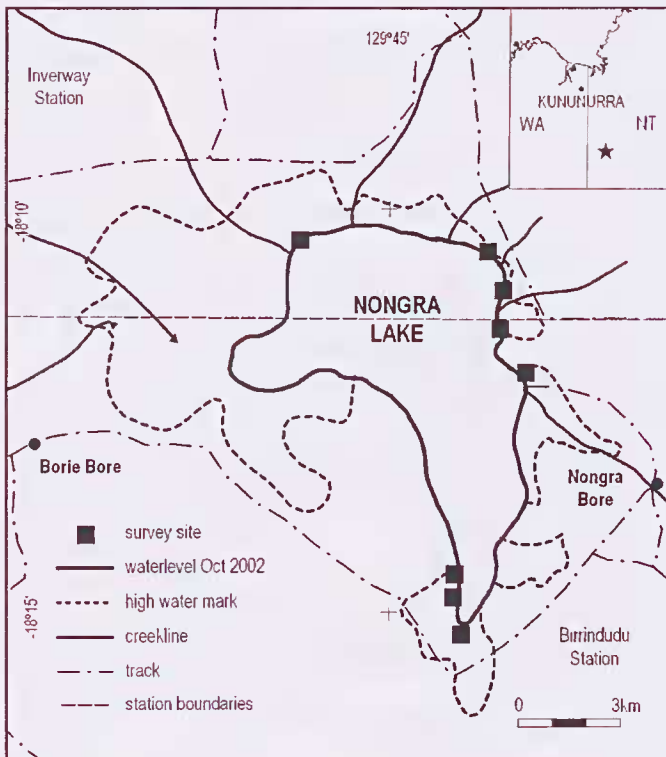 129°45'
Inverway
Station
KUNUNURRA
WA
NT
-18°10'
NONGRA
LAKE
Borie Bore
Nongra
Bore
survey site
waterlevel Oct 2002
high water mark
creekline
track
station boundaries
-18°15'
Birrindudu
Station
0
3km